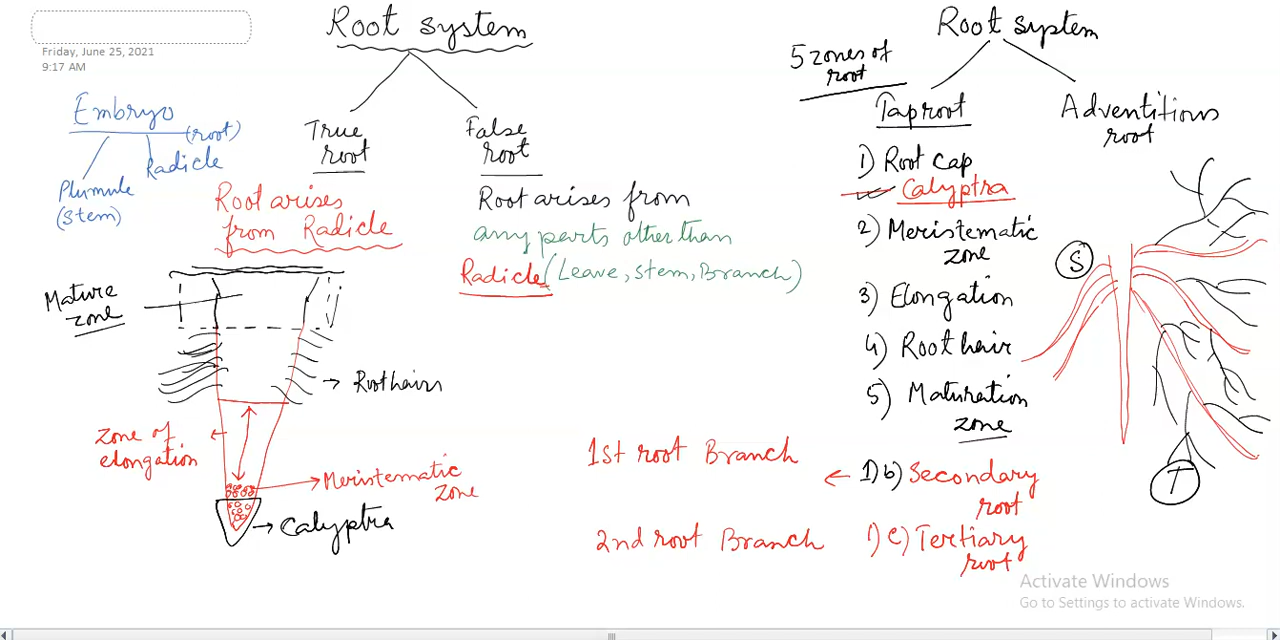 Friday, June 25, 2021
9:17 AM
Root system
Embryo
(root)
Radicle
Plumule
(stem)
True
root
False
root
Root arises
from Radicle
Root arises from
any parts other than
Radicle (Leave, stem, Branch)
Mature
zone
→ Root hairs
zone of
elongation
Meristematic
zone
Calyptra
1st root Branch
2nd root Branch
Root system
5 zones of
root
Taproot
Adventitions
root
1) Root cap
Calyptra
2) Meristematic
zone
3) Elongation
4) Root hair
5) Maturation
zone
← 1) b) Secondary
root
1) c) Tertiary
root
S
T
Activate Windows
Go to Settings to activate Windows.